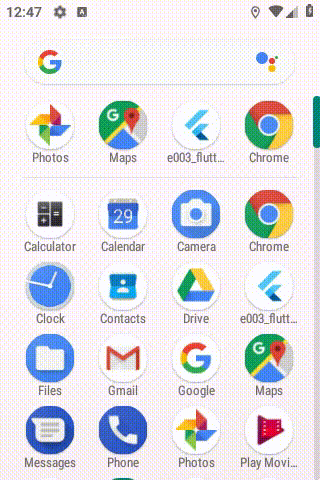 12:47
Photos Maps e003_flutt... Chrome
Calculator Calendar Camera Chrome
Clock Contacts Drive e003_flutt...
Files Gmail Google Maps
Messages Phone Photos Play Movi...